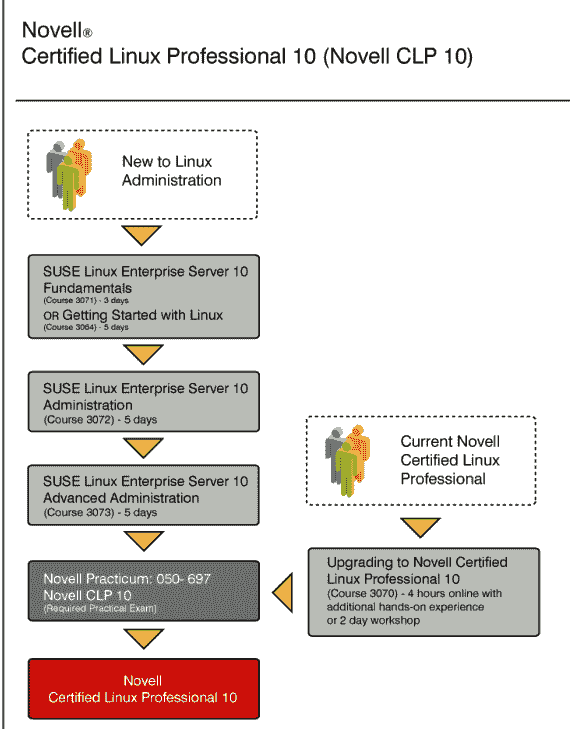 Novell®
Certified Linux Professional 10 (Novell CLP 10)
New to Linux
Administration
SUSE Linux Enterprise Server 10
Fundamentals
(Course 3071) - 3 days
OR Getting Started with Linux
(Course 3064) - 5 days
SUSE Linux Enterprise Server 10
Administration
(Course 3072) - 5 days
SUSE Linux Enterprise Server 10
Advanced Administration
(Course 3073) - 5 days
Current Novell
Certified Linux
Professional
Upgrading to Novell Certified
Linux Professional 10
(Course 3070) - 4 hours online with
additional hands-on experience
or 2 day workshop
Novell Practicum: 050- 697
Novell CLP 10
(Required Practical Exam)
Novell
Certified Linux Professional 10